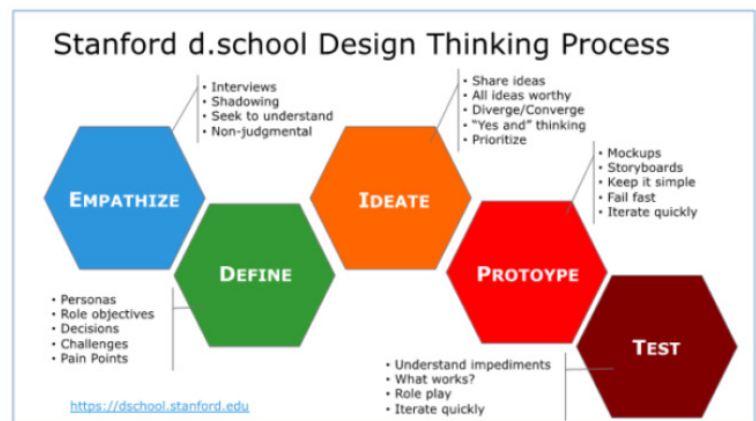 Stanford d.school Design Thinking Process
• Interviews
• Shadowing
• Seek to understand
• Non-judgmental
EMPATHIZE
• Personas
• Role objectives
• Decisions
• Challenges
• Pain Points
DEFINE
• Share ideas
• All ideas worthy
• Diverge/Converge
• “Yes and” thinking
• Prioritize
IDEATE
• Mockups
• Storyboards
• Keep it simple
• Fail fast
• Iterate quickly
PROTOYPE
• Understand impediments
• What works?
• Role play
• Iterate quickly
TEST
https://dschool.stanford.edu